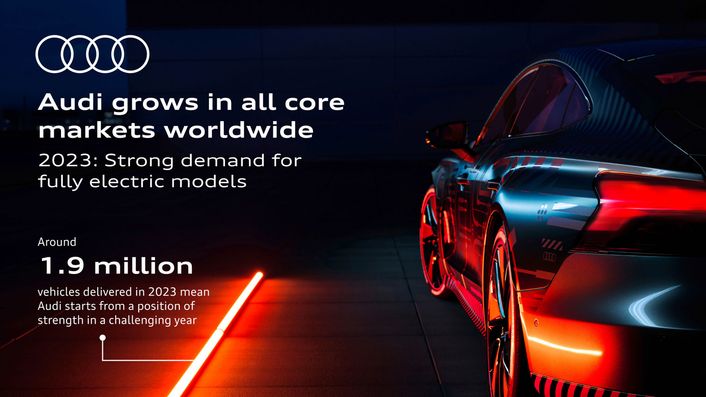 Audi grows in all core
markets worldwide
2023: Strong demand for
fully electric models
Around
1.9 million
vehicles delivered in 2023 mean
Audi starts from a position of
strength in a challenging year